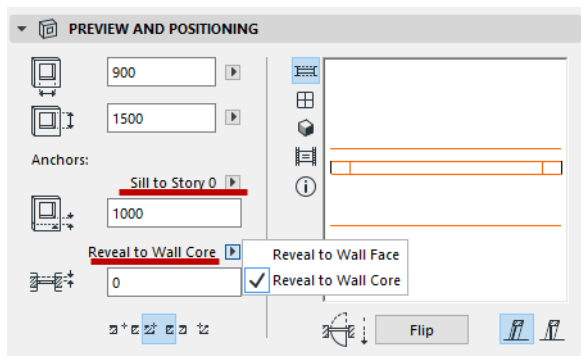 PREVIEW AND POSITIONING
900
1500
Anchors:
Sill to Story 0
1000
Reveal to Wall Core
Reveal to Wall Face
Reveal to Wall Core
0
Flip